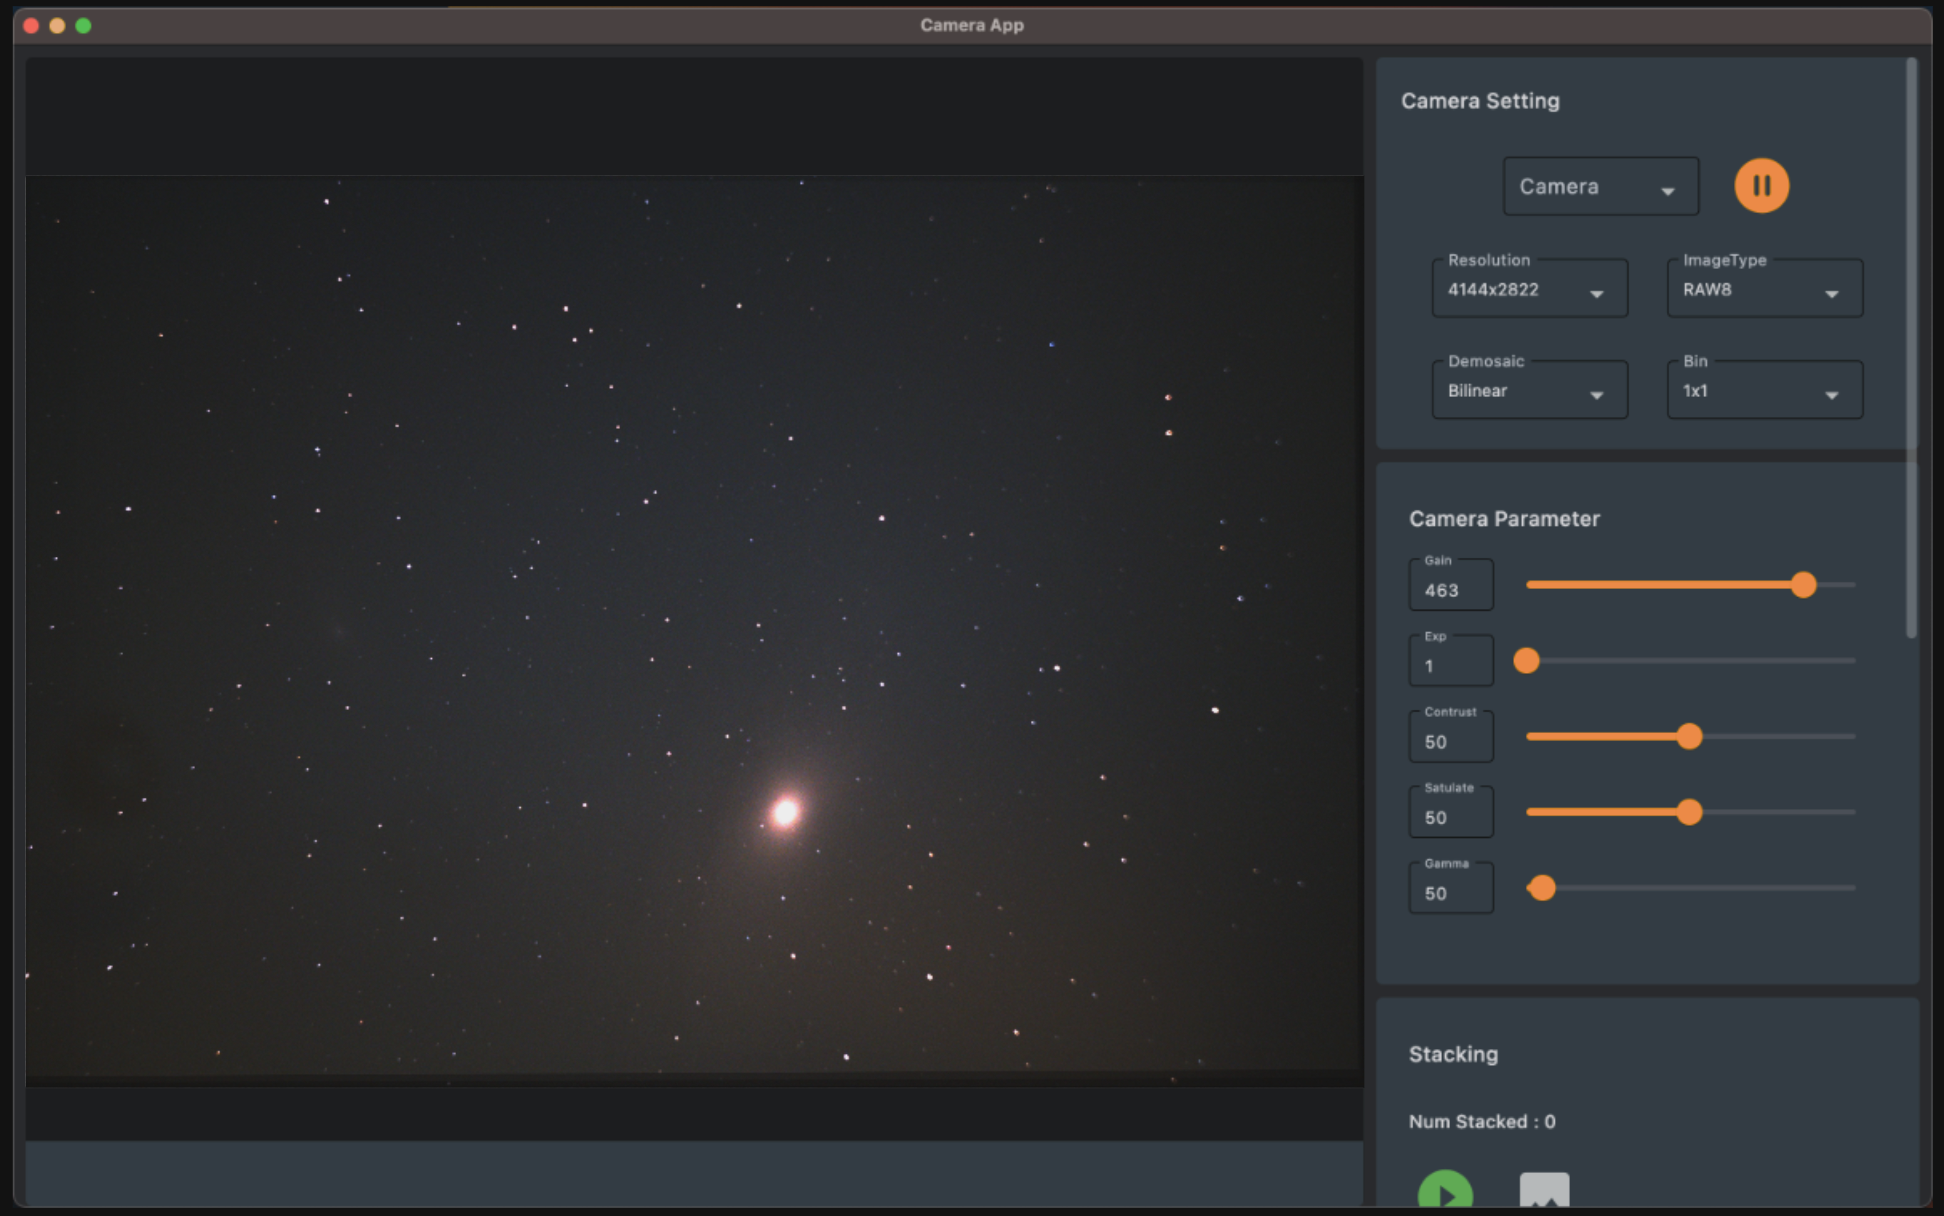 Camera App
Camera Setting
Camera
Resolution
4144x2822
ImageType
RAW8
Demosaic
Bilinear
Bin
1x1
Camera Parameter
Gain
463
Exp
1
Contrust
50
Satulate
50
Gamma
50
Stacking
Num Stacked : 0